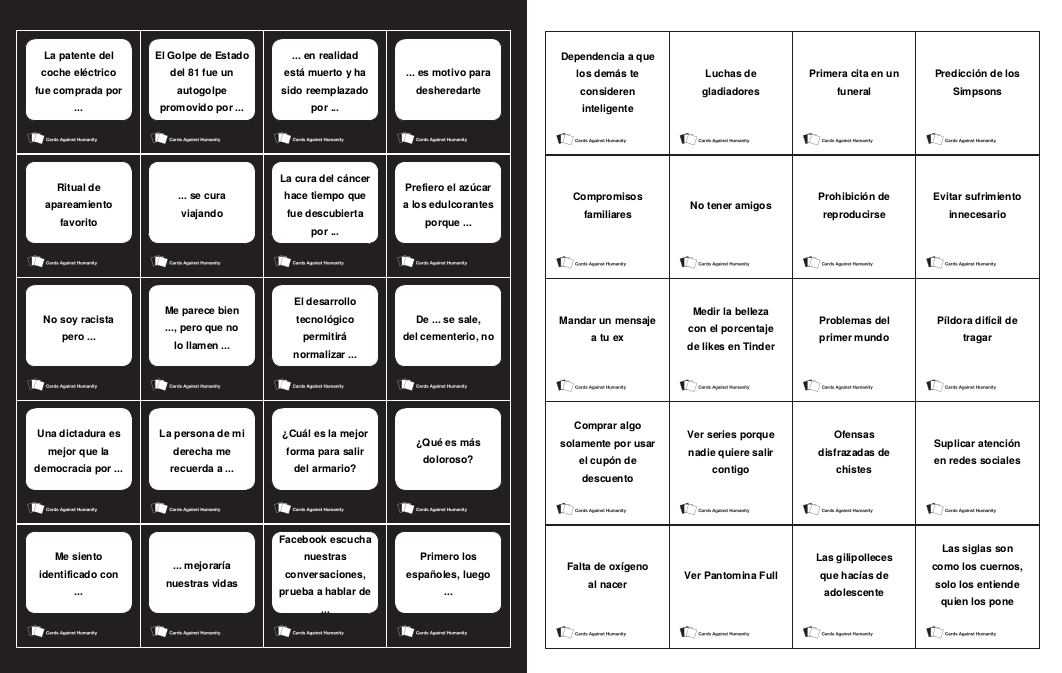 La patente del
coche eléctrico
fue comprada por
...
Cards Against Humanity
El Golpe de Estado
del 81 fue un
autogolpe
promovido por ...
Cards Against Humanity
... en realidad
está muerto y ha
sido reemplazado
por ...
Cards Against Humanity
... es motivo para
desheredarte
Cards Against Humanity
Ritual de
apareamiento
favorito
Cards Against Humanity
... se cura
viajando
Cards Against Humanity
La cura del cáncer
hace tiempo que
fue descubierta
por ...
Cards Against Humanity
Prefiero el azúcar
a los edulcorantes
porque ...
Cards Against Humanity
No soy racista
pero ...
Cards Against Humanity
Me parece bien
..., pero que no
lo llamen ...
Cards Against Humanity
El desarrollo
tecnológico
permitirá
normalizar ...
Cards Against Humanity
De ... se sale,
del cementerio, no
Cards Against Humanity
Una dictadura es
mejor que la
democracia por ...
Cards Against Humanity
La persona de mi
derecha me
recuerda a ...
Cards Against Humanity
¿Cuál es la mejor
forma para salir
del armario?
Cards Against Humanity
¿Qué es más
doloroso?
Cards Against Humanity
Me siento
identificado con
...
Cards Against Humanity
... mejoraría
nuestras vidas
Cards Against Humanity
Facebook escucha
nuestras
conversaciones,
prueba a hablar de
...
Cards Against Humanity
Primero los
españoles, luego
...
Cards Against Humanity
Dependencia a que
los demás te
consideren
inteligente
Cards Against Humanity
Luchas de
gladiadores
Cards Against Humanity
Primera cita en un
funeral
Cards Against Humanity
Predicción de los
Simpsons
Cards Against Humanity
Compromisos
familiares
Cards Against Humanity
No tener amigos
Cards Against Humanity
Prohibición de
reproducirse
Cards Against Humanity
Evitar sufrimiento
innecesario
Cards Against Humanity
Mandar un mensaje
a tu ex
Cards Against Humanity
Medir la belleza
con el porcentaje
de likes en Tinder
Cards Against Humanity
Problemas del
primer mundo
Cards Against Humanity
Píldora difícil de
tragar
Cards Against Humanity
Comprar algo
solamente por usar
el cupón de
descuento
Cards Against Humanity
Ver series porque
nadie quiere salir
contigo
Cards Against Humanity
Ofensas
disfrazadas de
chistes
Cards Against Humanity
Suplicar atención
en redes sociales
Cards Against Humanity
Falta de oxígeno
al nacer
Cards Against Humanity
Ver Pantomina Full
Cards Against Humanity
Las gilipolleces
que hacías de
adolescente
Cards Against Humanity
Las siglas son
como los cuernos,
solo los entiende
quien los pone
Cards Against Humanity